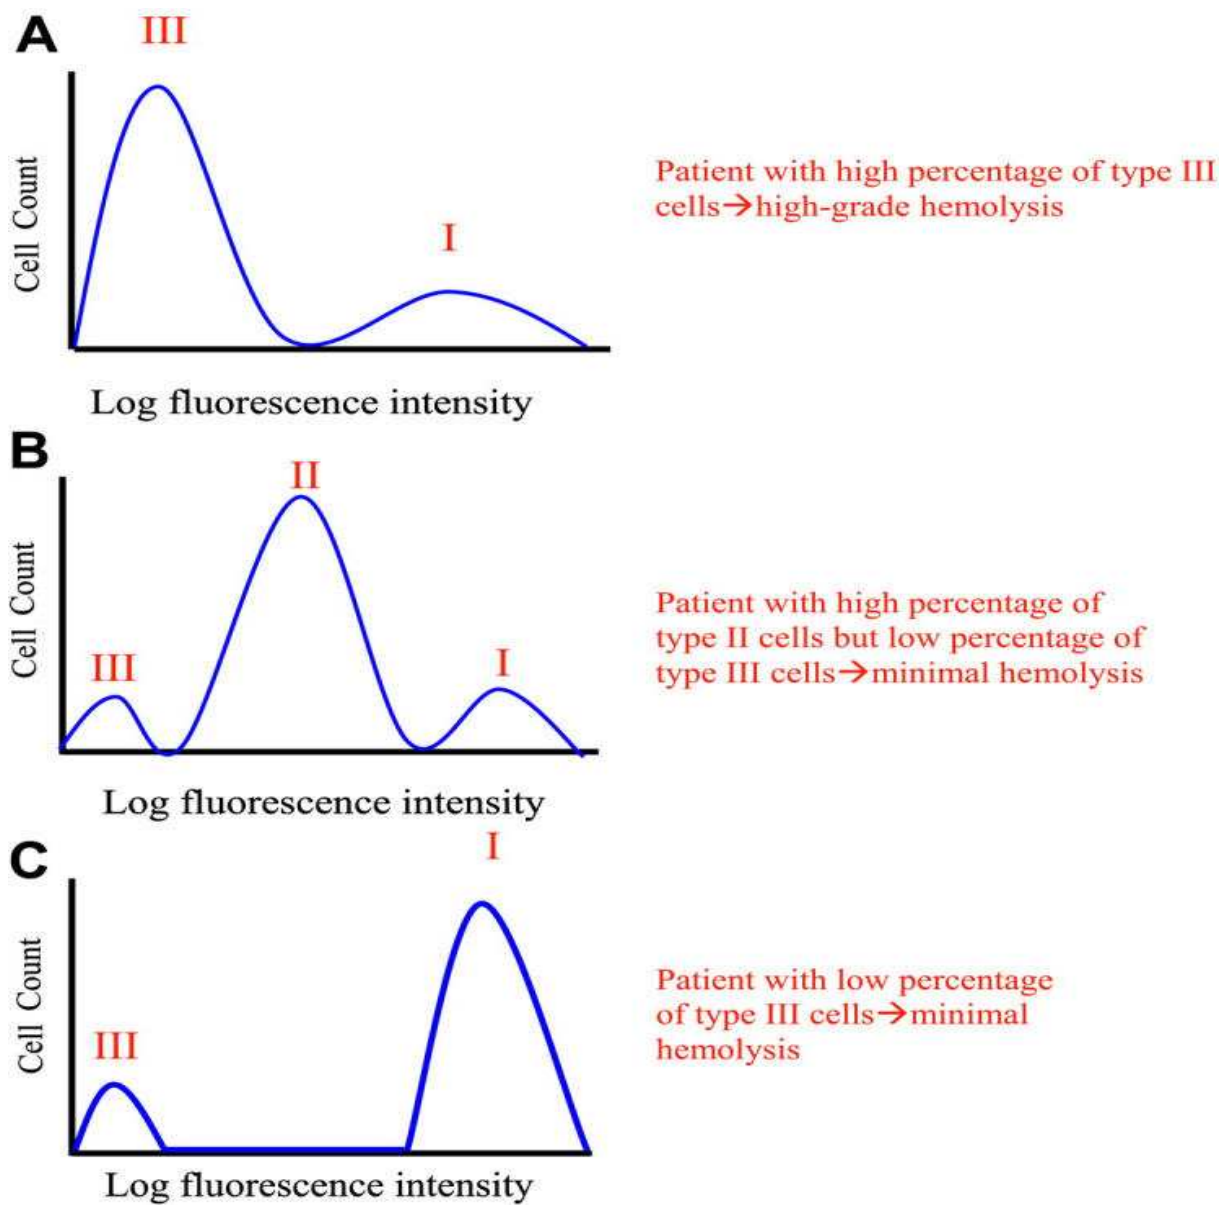 A
III
Cell Count
I
Patient with high percentage of type III
cells→high-grade hemolysis
Log fluorescence intensity
B
II
Cell Count
III
I
Patient with high percentage of
type II cells but low percentage of
type III cells→minimal hemolysis
Log fluorescence intensity
C
I
Cell Count
III
Patient with low percentage
of type III cells→minimal
hemolysis
Log fluorescence intensity